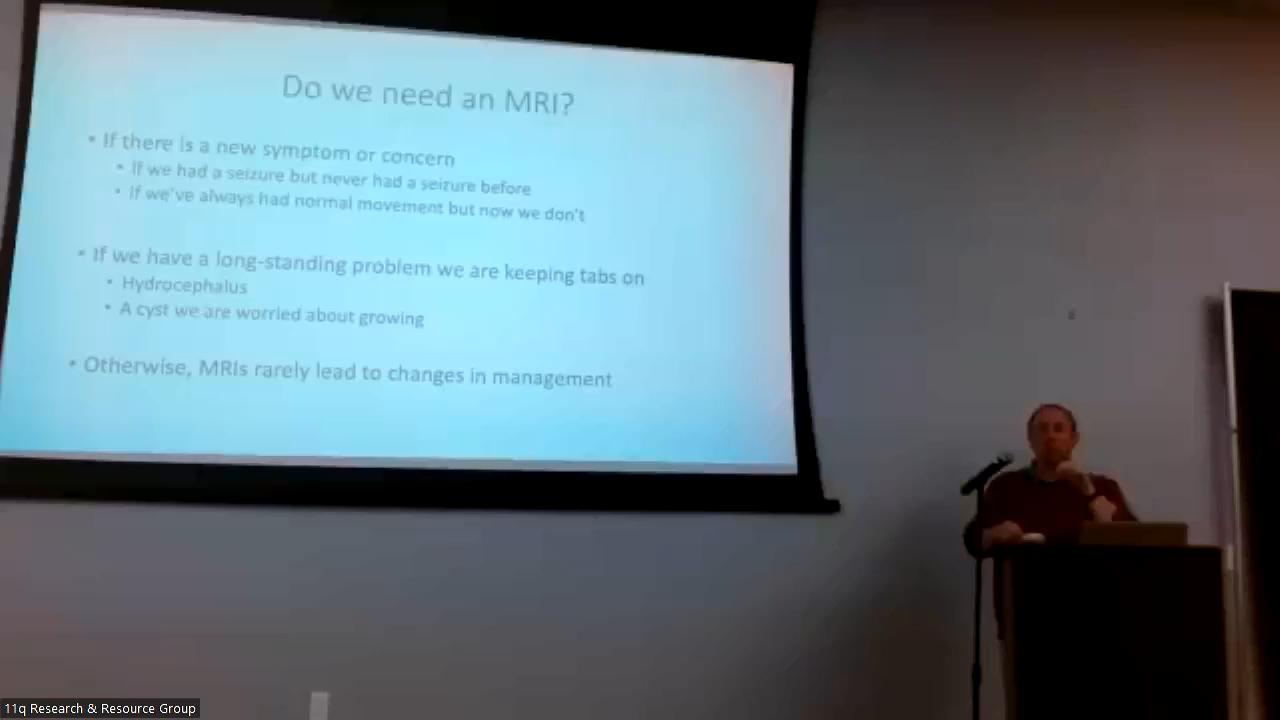 Do we need an MRI?
• If there is a new symptom or concern
• If we had a seizure but never had a seizure before
• If we've always had normal movement but now we don't
• If we have a long-standing problem we are keeping tabs on
• Hydrocephalus
• A cyst we are worried about growing
• Otherwise, MRIs rarely lead to changes in management
11q Research & Resource Group